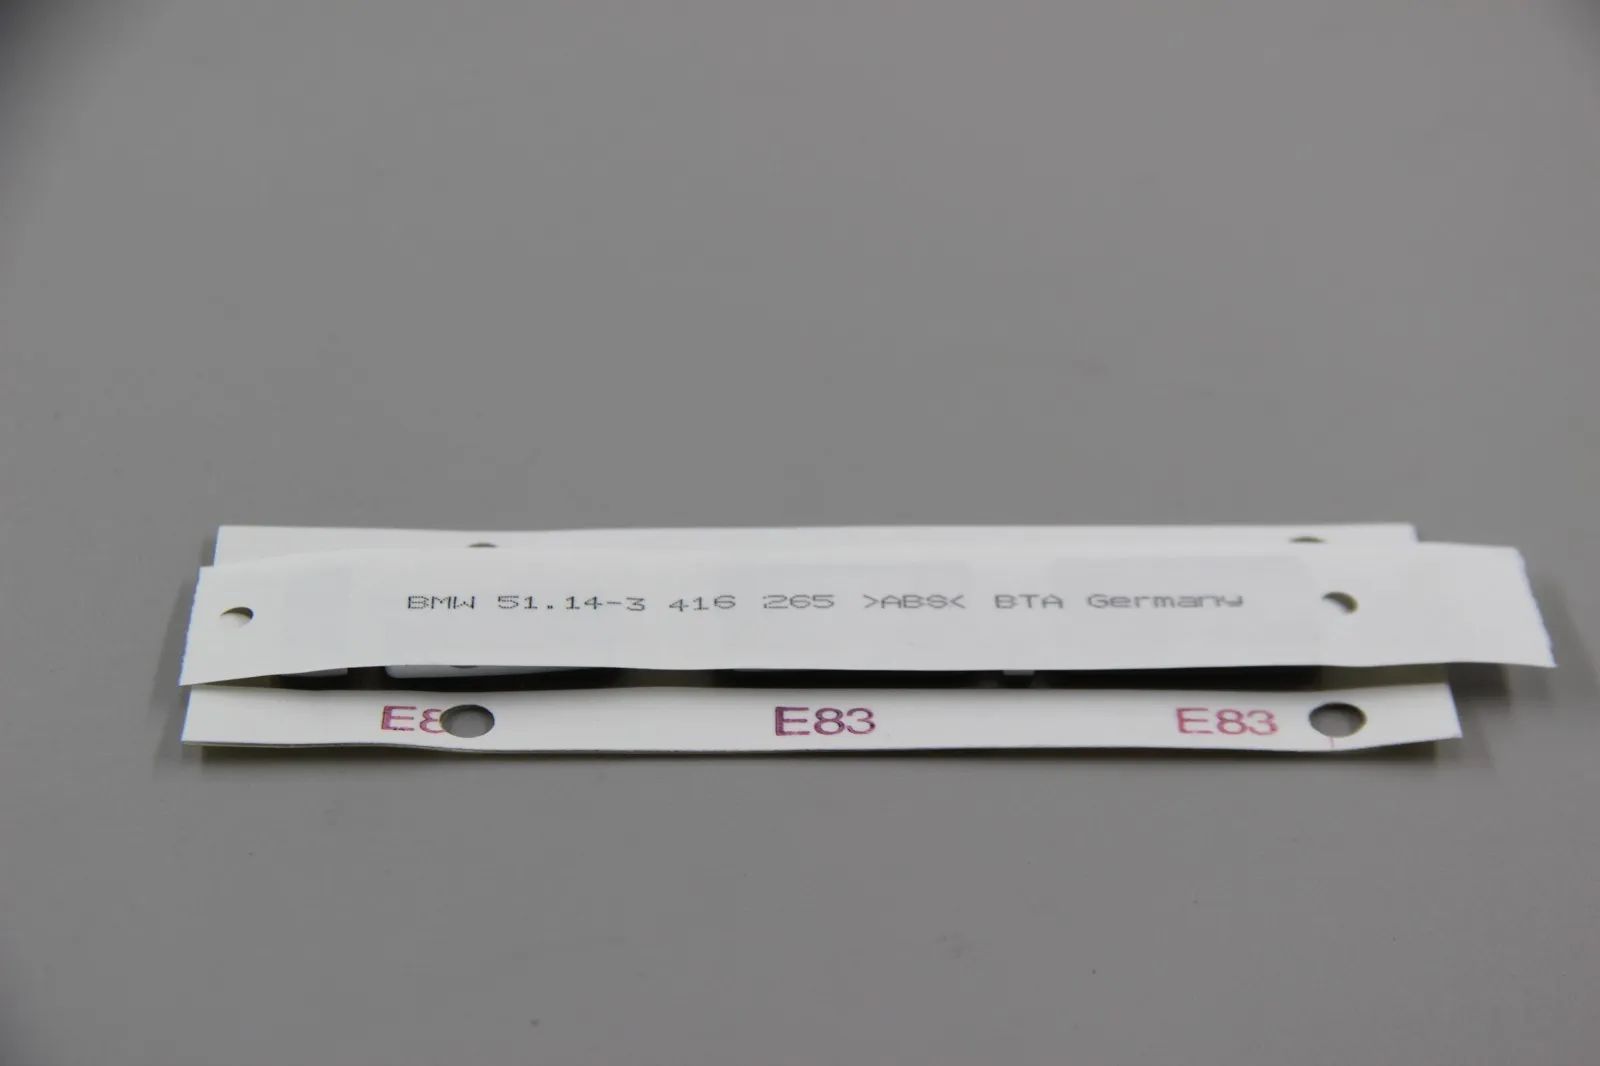 BMW 51.14-3 416 265 >ABS< BTA Germany
E8 E83 E83